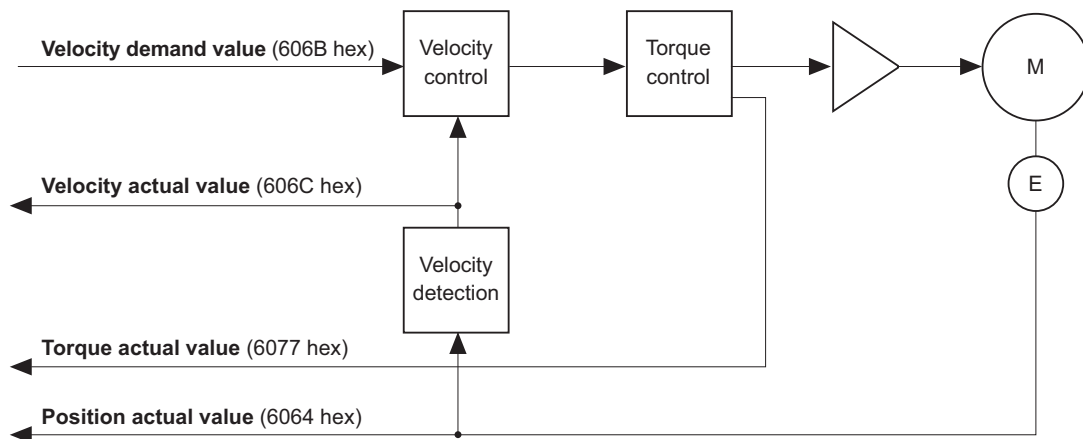 Velocity demand value (606B hex)
Velocity
control
Torque
control
M
Velocity actual value (606C hex)
E
Velocity
detection
Torque actual value (6077 hex)
Position actual value (6064 hex)